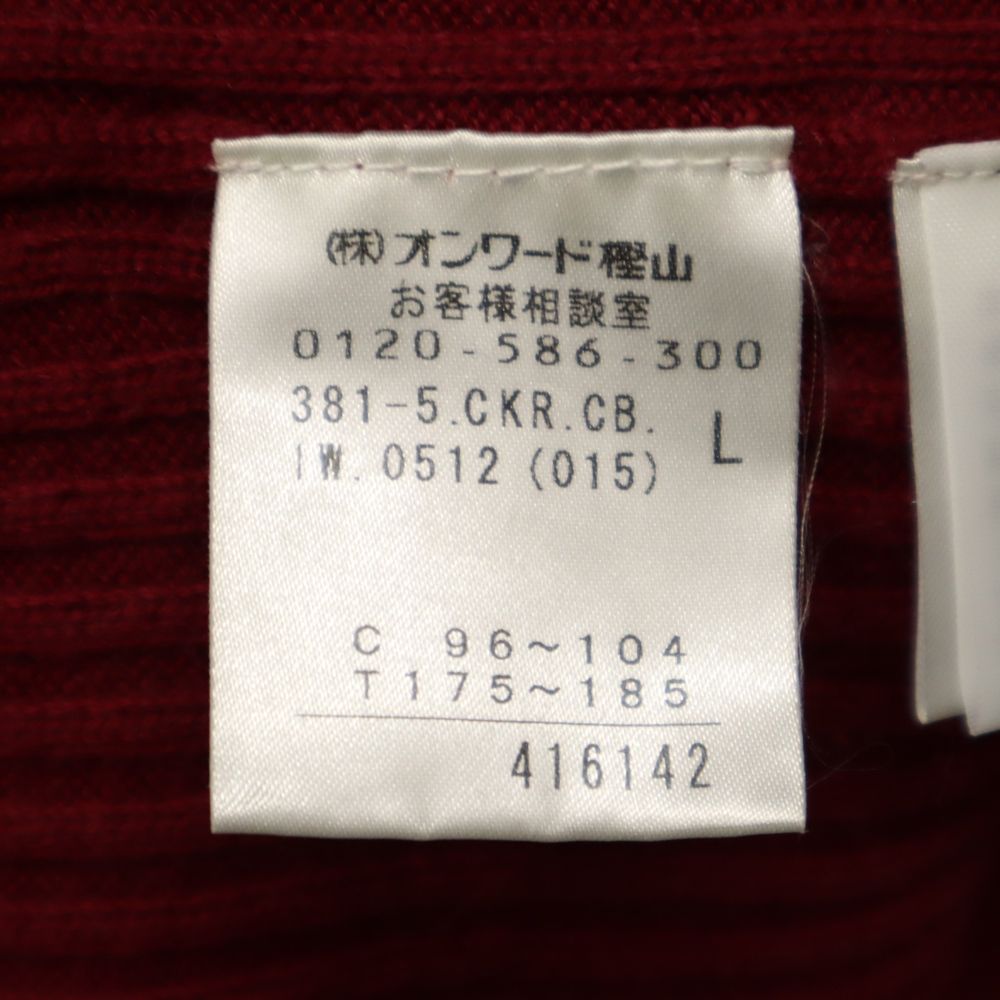 (株)オンワード樫山
お客様相談室
0120-586-300
381-5.CKR.CB.
IW.0512 (015)
L
C 96~104
T175~185
416142